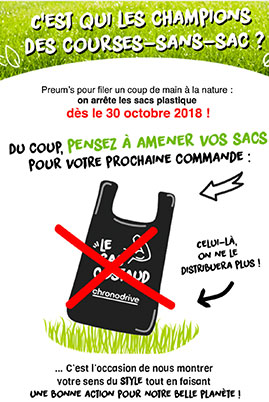 C'EST QUI LES CHAMPIONS
DES COURSES-SANS-SAC ?
Preum's pour filer un coup de main à la nature :
on arrête les sacs plastique
dès le 30 octobre 2018 !
DU COUP, PENSEZ À AMENER VOS SACS
POUR VOTRE PROCHAINE COMMANDE :
LE
SAC
COSTAUD
chronodrive
CELUI-LÀ,
ON NE LE
DISTRIBUERA PLUS !
... C'est l'occasion de nous montrer
votre sens du STYLE tout en faisant
UNE BONNE ACTION POUR NOTRE BELLE PLANÈTE !